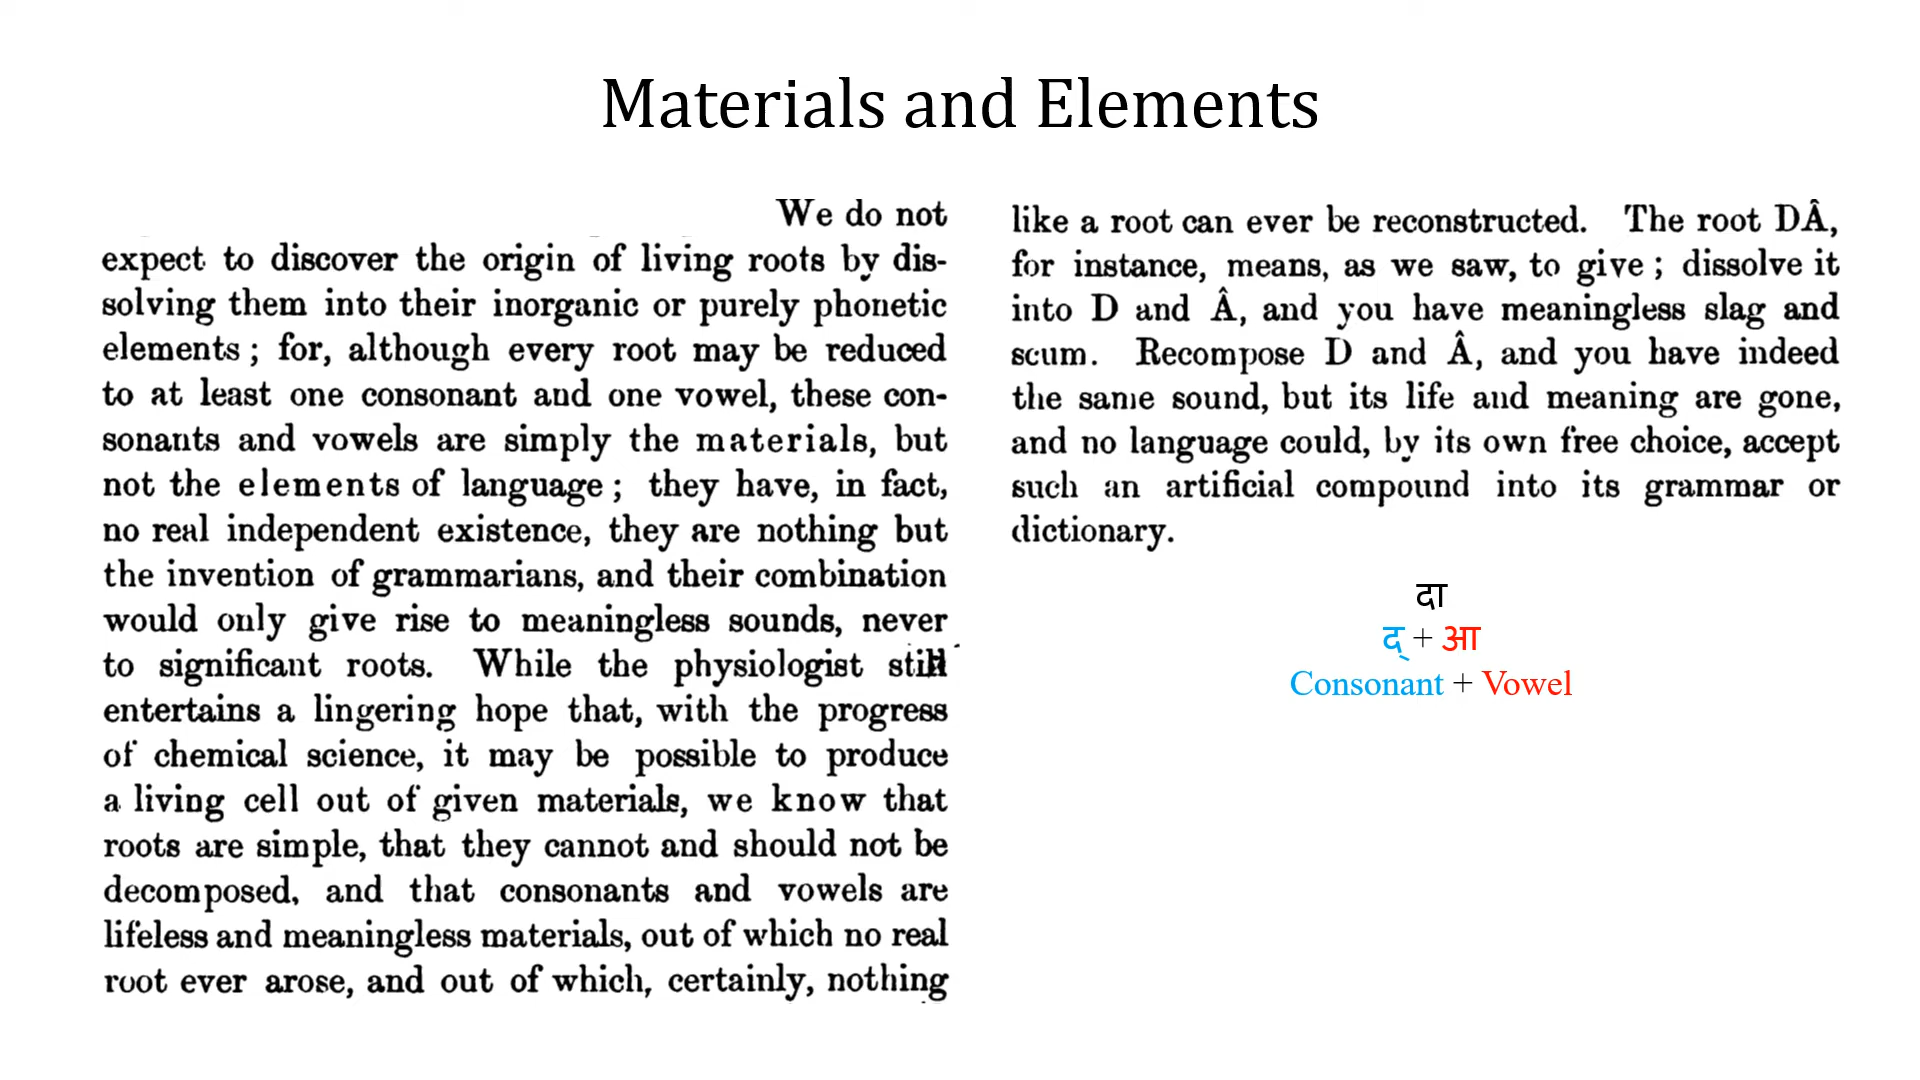 Materials and Elements
We do not
expect to discover the origin of living roots by dis-
solving them into their inorganic or purely phonetic
elements ; for, although every root may be reduced
to at least one consonant and one vowel, these con-
sonants and vowels are simply the materials, but
not the elements of language ; they have, in fact,
no real independent existence, they are nothing but
the invention of grammarians, and their combination
would only give rise to meaningless sounds, never
to significant roots. While the physiologist still
entertains a lingering hope that, with the progress
of chemical science, it may be possible to produce
a living cell out of given materials, we know that
roots are simple, that they cannot and should not be
decomposed, and that consonants and vowels are
lifeless and meaningless materials, out of which no real
root ever arose, and out of which, certainly, nothing
like a root can ever be reconstructed. The root DÂ,
for instance, means, as we saw, to give ; dissolve it
into D and Â, and you have meaningless slag and
scum. Recompose D and Â, and you have indeed
the same sound, but its life and meaning are gone,
and no language could, by its own free choice, accept
such an artificial compound into its grammar or
dictionary.
दा
द् + आ
Consonant + Vowel